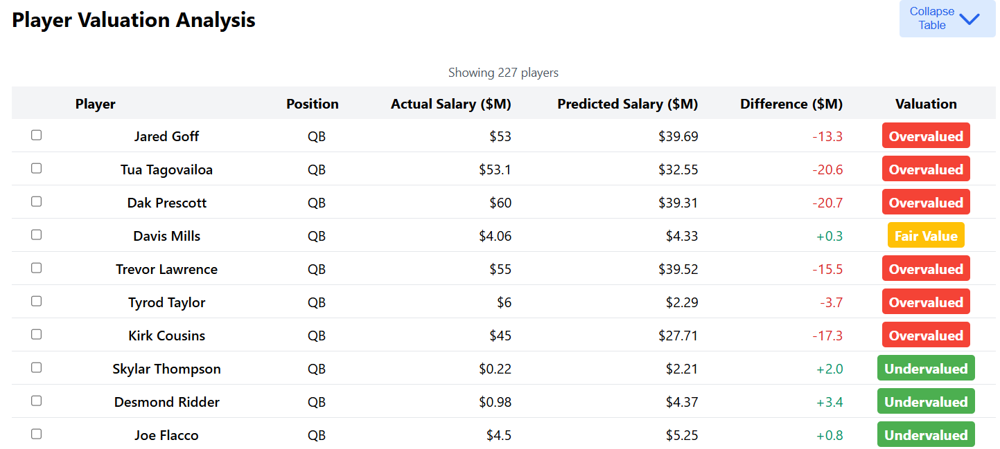 Player Valuation Analysis
Collapse
Table
Showing 227 players
Player Position Actual Salary ($M) Predicted Salary ($M) Difference ($M) Valuation
Jared Goff QB $53 $39.69 -13.3 Overvalued
Tua Tagovailoa QB $53.1 $32.55 -20.6 Overvalued
Dak Prescott QB $60 $39.31 -20.7 Overvalued
Davis Mills QB $4.06 $4.33 +0.3 Fair Value
Trevor Lawrence QB $55 $39.52 -15.5 Overvalued
Tyrod Taylor QB $6 $2.29 -3.7 Overvalued
Kirk Cousins QB $45 $27.71 -17.3 Overvalued
Skylar Thompson QB $0.22 $2.21 +2.0 Undervalued
Desmond Ridder QB $0.98 $4.37 +3.4 Undervalued
Joe Flacco QB $4.5 $5.25 +0.8 Undervalued